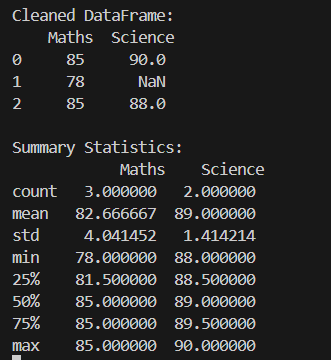 Cleaned DataFrame:
   Maths  Science
0     85     90.0
1     78      NaN
2     85     88.0

Summary Statistics:
           Maths    Science
count   3.000000   2.000000
mean   82.666667  89.000000
std     4.041452   1.414214
min    78.000000  88.000000
25%    81.500000  88.500000
50%    85.000000  89.000000
75%    85.000000  89.500000
max    85.000000  90.000000